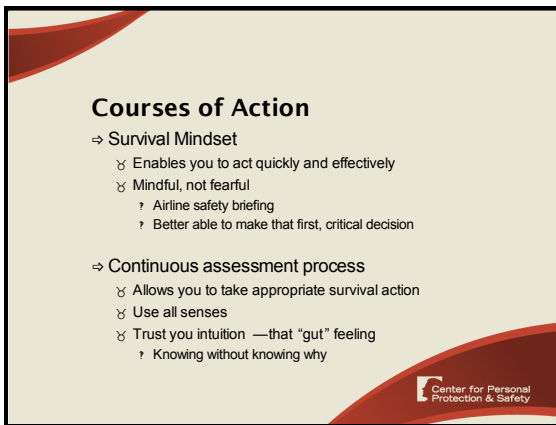 Courses of Action
⇨ Survival Mindset
♉ Enables you to act quickly and effectively
♉ Mindful, not fearful
? Airline safety briefing
? Better able to make that first, critical decision
⇨ Continuous assessment process
♉ Allows you to take appropriate survival action
♉ Use all senses
♉ Trust you intuition —that “gut” feeling
? Knowing without knowing why
Center for Personal
Protection & Safety